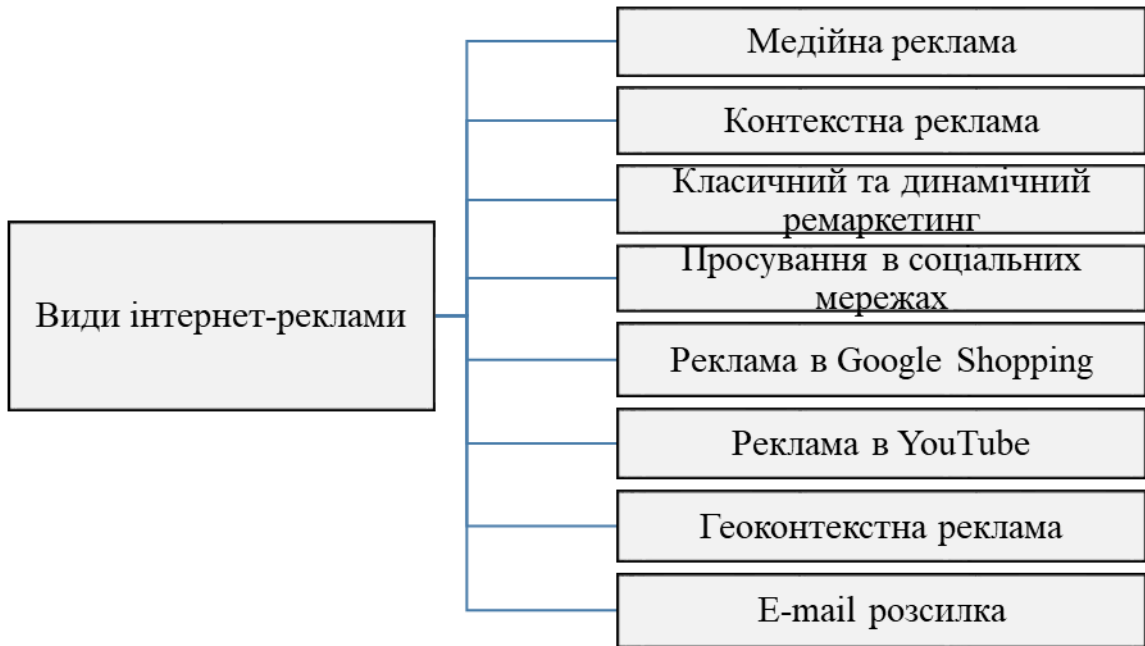 Види інтернет-реклами
Медійна реклама
Контекстна реклама
Класичний та динамічний
ремаркетинг
Просування в соціальних
мережах
Реклама в Google Shopping
Реклама в YouTube
Геоконтекстна реклама
E-mail розсилка